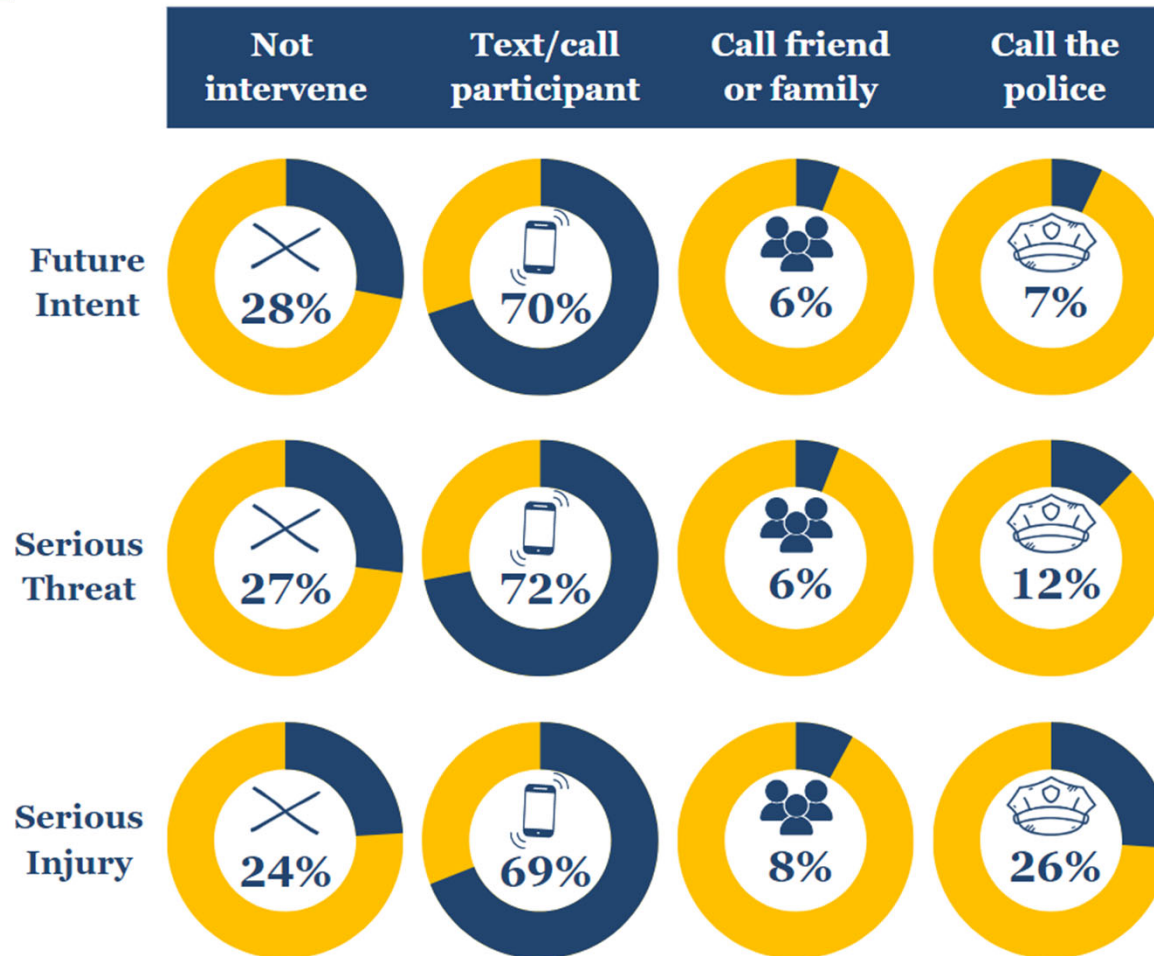 Not
intervene
Text/call
participant
Call friend
or family
Call the
police
Future
Intent
28%
70%
6%
7%
Serious
Threat
27%
72%
6%
12%
Serious
Injury
24%
69%
8%
26%